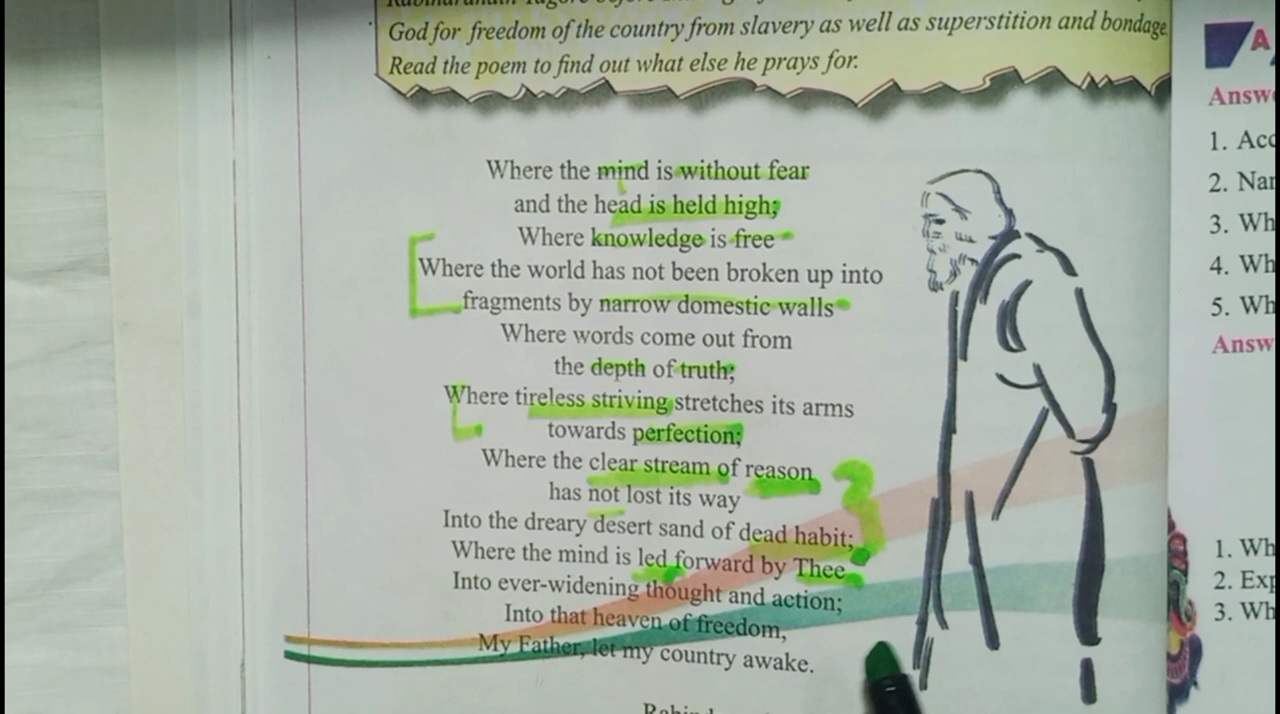 God for freedom of the country from slavery as well as superstition and bondage.
Read the poem to find out what else he prays for.
Where the mind is without fear
and the head is held high;
Where knowledge is free
Where the world has not been broken up into
fragments by narrow domestic walls
Where words come out from
the depth of truth;
Where tireless striving stretches its arms
towards perfection;
Where the clear stream of reason
has not lost its way
Into the dreary desert sand of dead habit;
Where the mind is led forward by Thee
Into ever-widening thought and action;
Into that heaven of freedom,
My Father, let my country awake.
A
1.
2.
3. Wh
4. Wh
5. Wh
1. Wh
2.
3. Wh